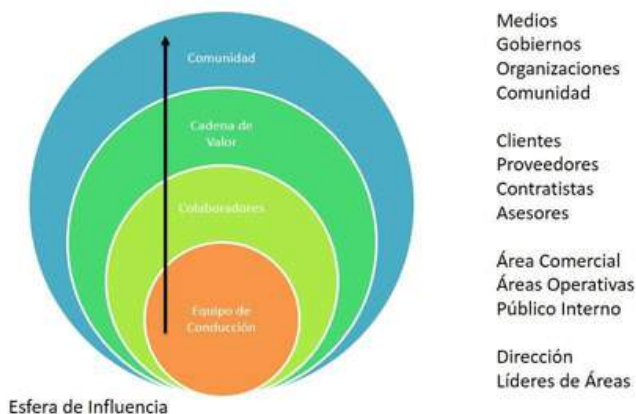 Comunidad
Cadena de
Valor
Colaboradores
Equipo de
Conducción
Esfera de Influencia
Medios
Gobiernos
Organizaciones
Comunidad
Clientes
Proveedores
Contratistas
Asesores
Área Comercial
Áreas Operativas
Público Interno
Dirección
Líderes de Áreas